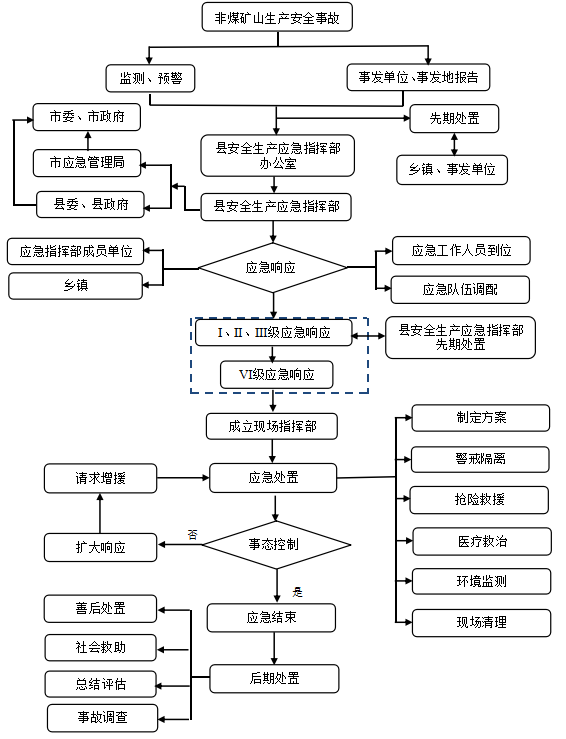 非煤矿山生产安全事故
监测、预警
事发单位、事发地报告
市委、市政府
先期处置
县安全生产应急指挥部
办公室
市应急管理局
乡镇、事发单位
县委、县政府
县安全生产应急指挥部
应急指挥部成员单位
应急响应
应急工作人员到位
乡镇
应急队伍调配
I、II、III级应急响应
县安全生产应急指挥部
先期处置
VI级应急响应
成立现场指挥部
制定方案
警戒隔离
请求增援
应急处置
抢险救援
否
扩大响应
事态控制
医疗救治
是
环境监测
善后处置
应急结束
现场清理
社会救助
总结评估
后期处置
事故调查